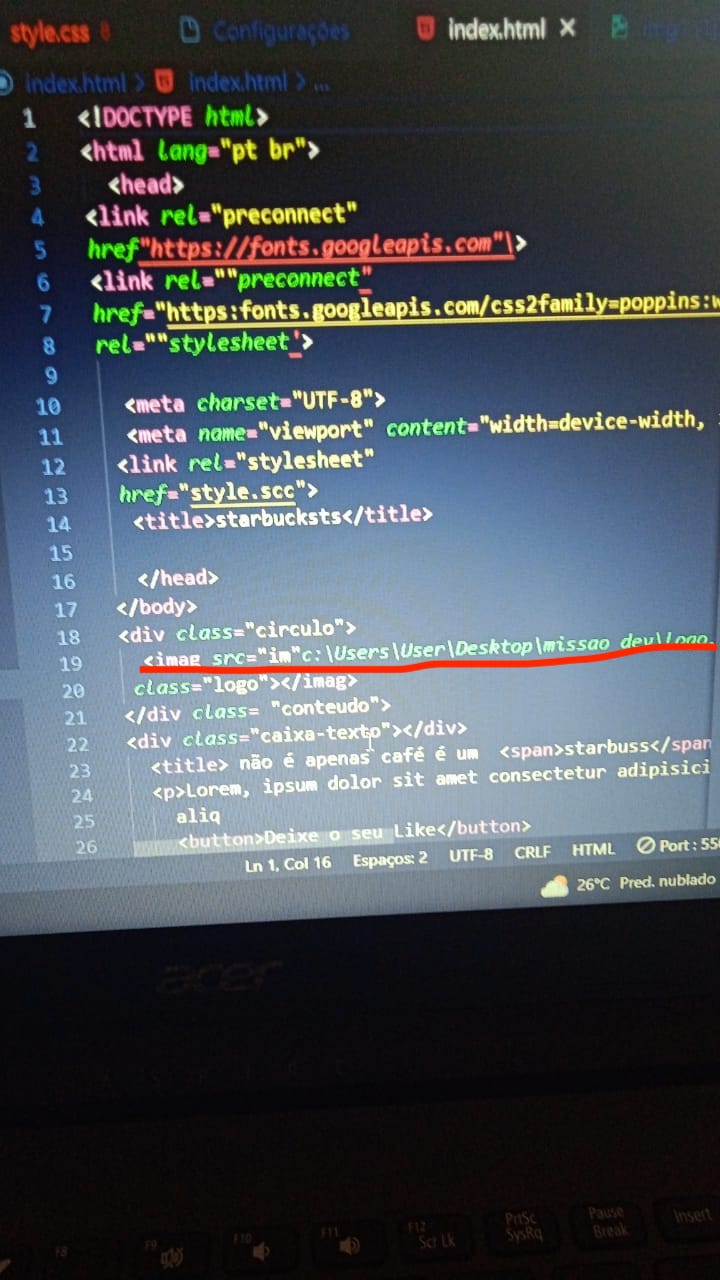 style.css 8 Configurações index.html ×
index.html > index.html > ...
1 <!DOCTYPE html>
2 <html lang="pt br">
3 <head>
4 <link rel="preconnect"
5 href"https://fonts.googleapis.com"\>
6 <link rel=""preconnect"
7 href="https:fonts.googleapis.com/css2family=poppins:w
8 rel=""stylesheet'>
9
10 <meta charset="UTF-8">
11 <meta name="viewport" content="width=device-width,
12 <link rel="stylesheet"
13 href="style.scc">
14 <title>starbucksts</title>
15
16 </head>
17 </body>
18 <div class="circulo">
19 <imag src="im"c:\Users\User\Desktop\missao dev\logo.
20 class="logo"></imag>
21 </div class= "conteudo">
22 <div class="caixa-texto"></div>
23 <title> não é apenas café é um <span>starbuss</span
24 <p>Lorem, ipsum dolor sit amet consectetur adipisici
25 aliq
26 <button>Deixe o seu Like</button>
Ln 1, Col 16 Espaços: 2 UTF-8 CRLF HTML Port : 550
26°C Pred. nublado
acer
F8 F9 F10 F11 F12 Scr Lk PrtSc SysRq Pause Break Insert